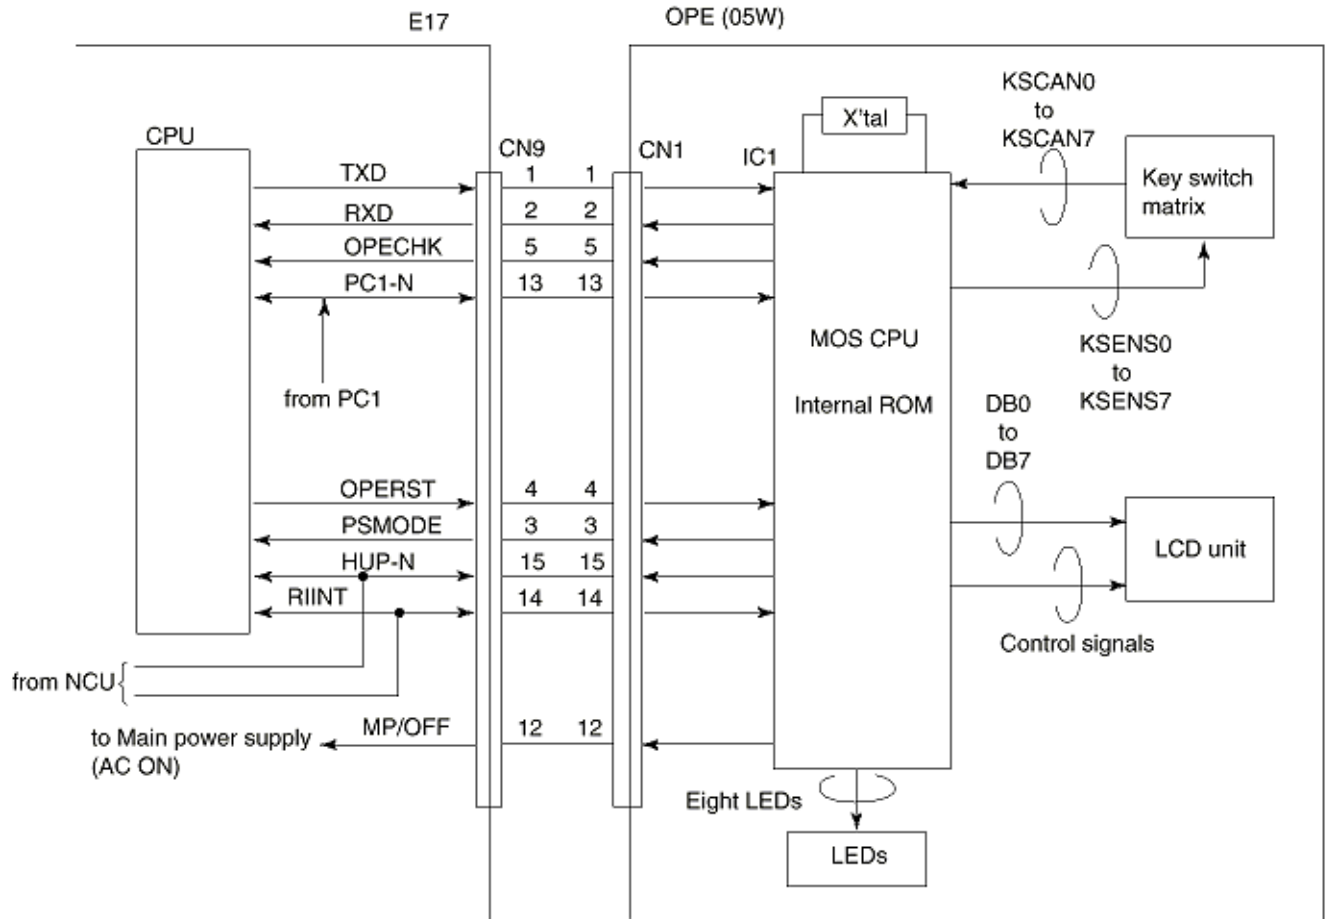 E17
OPE (05W)
CPU
CN9
CN1
IC1
X'tal
KSCAN0
to
KSCAN7
Key switch
matrix
TXD
1
1
RXD
2
2
OPECHK
5
5
PC1-N
13
13
from PC1
MOS CPU
Internal ROM
KSENS0
to
KSENS7
DB0
to
DB7
OPERST
4
4
PSMODE
3
3
HUP-N
15
15
RIINT
14
14
LCD unit
Control signals
from NCU
to Main power supply
(AC ON)
MP/OFF
12
12
Eight LEDs
LEDs